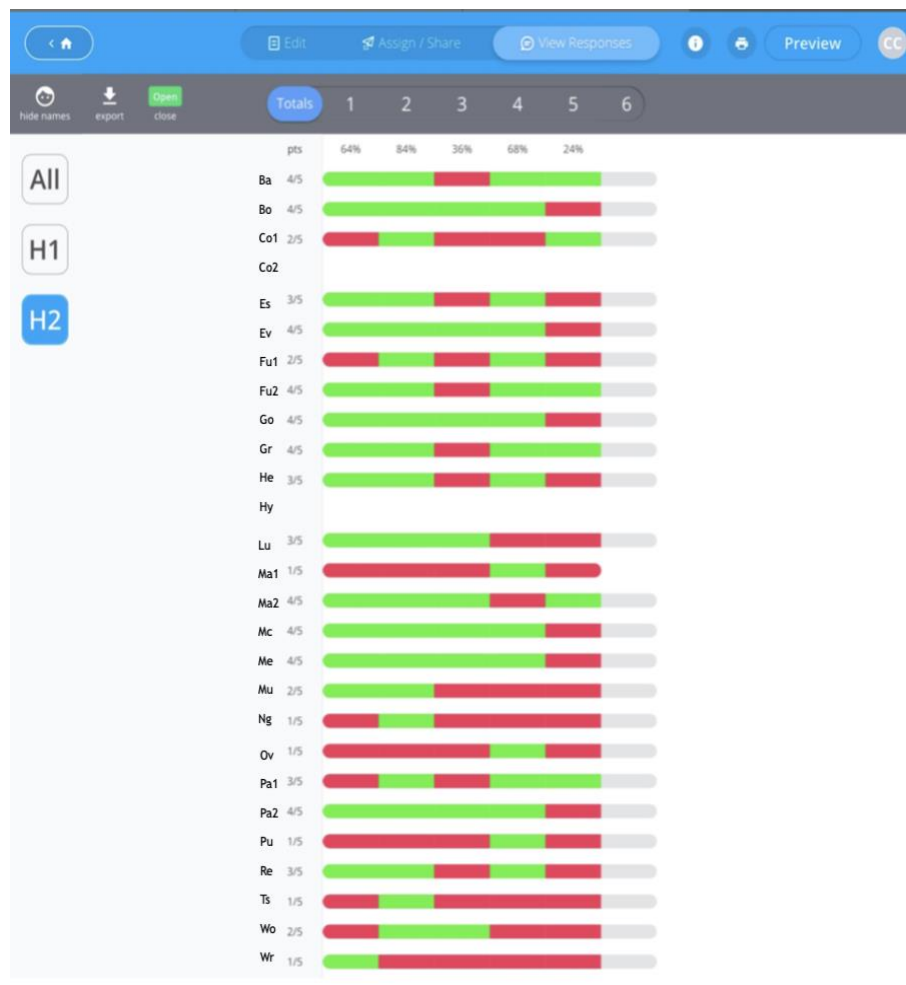 Edit Assign / Share View Responses i Preview CC
hide names export Open close Totals 1 2 3 4 5 6
pts 64% 84% 36% 68% 24%
All
H1
H2
Ba 4/5
Bo 4/5
Co1 2/5
Co2
Es 3/5
Ev 4/5
Fu1 2/5
Fu2 4/5
Go 4/5
Gr 4/5
He 3/5
Hy
Lu 3/5
Ma1 1/5
Ma2 4/5
Mc 4/5
Me 4/5
Mu 2/5
Ng 1/5
Ov 1/5
Pa1 3/5
Pa2 4/5
Pu 1/5
Re 3/5
Ts 1/5
Wo 2/5
Wr 1/5